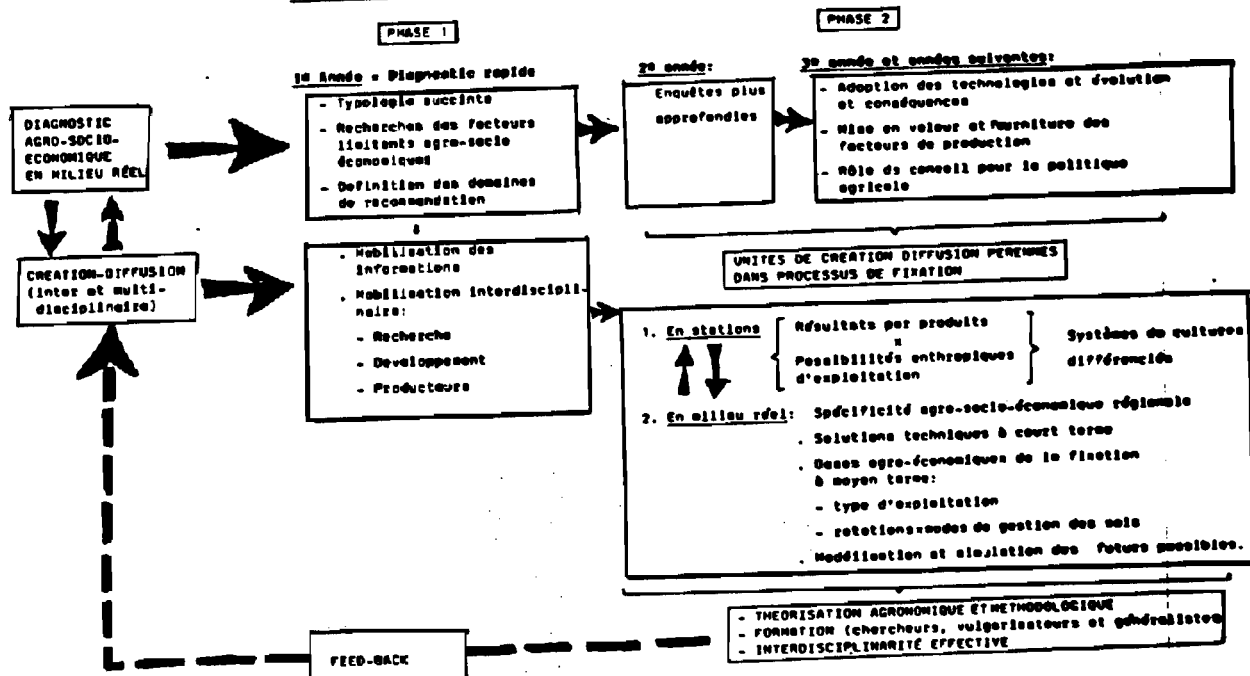 PHASE 1
PHASE 2
1è Année = Diagnostic rapide
2è année:
3è année et années suivantes:
DIAGNOSTIC
AGRO-SOCIO-
ECONOMIQUE
EN MILIEU RÉEL
- Typologie succinte
- Recherches des facteurs
limitants agro-socio
économiques
- Definition des domaines
de recommandation
Enquêtes plus
approfondies
- Adoption des technologies et évolution
et conséquences
- Mise en valeur et fourniture des
facteurs de production
- Rôle de conseil pour la politique
agricole
CREATION-DIFFUSION
(inter et multi-
disciplinaire)
. Mobilisation des
informations
. Mobilisation interdiscipli-
naire:
- Recherche
- Developpement
- Producteurs
UNITES DE CREATION DIFFUSION PERENNES
DANS PROCESSUS DE FIXATION
1. En stations
Résultats par produits
x
Possibilités enthropiques
d'exploitation
Systèmes de cultures
différenciés
2. En milieu réel: Spécificité agro-socio-économique régionale
. Solutions techniques à court terme
. Bases agro-économiques de la fixation
à moyen terme:
- type d'exploitation
- rotations×modes de gestion des sols
. Modélisation et simulation des futurs possibles.
- THEORISATION AGRONOMIQUE ET METHODOLOGIQUE
- FORMATION (chercheurs, vulgarisateurs et généralistes
- INTERDISCIPLINARITÉ EFFECTIVE
FEED-BACK